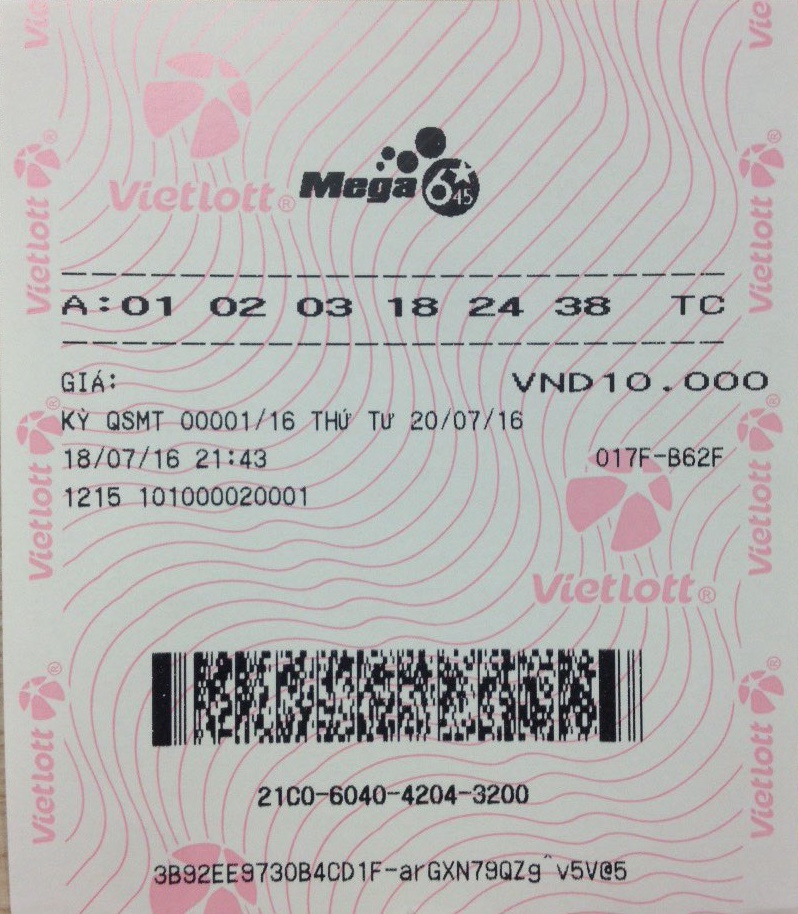 Vietlott®
Mega 6/45
A:01 02 03 18 24 38 TC
GIÁ: VND10.000
KỲ QSMT 00001/16 THỨ TƯ 20/07/16
18/07/16 21:43 017F-B62F
1215 101000020001
Vietlott®
21C0-6040-4204-3200
3B92EE9730B4CD1F-arGXN79QZg^v5V@5
Vietlott®
Vietlott®
Vietlott®
Vietlott®
Vietlott®
Vietlott®